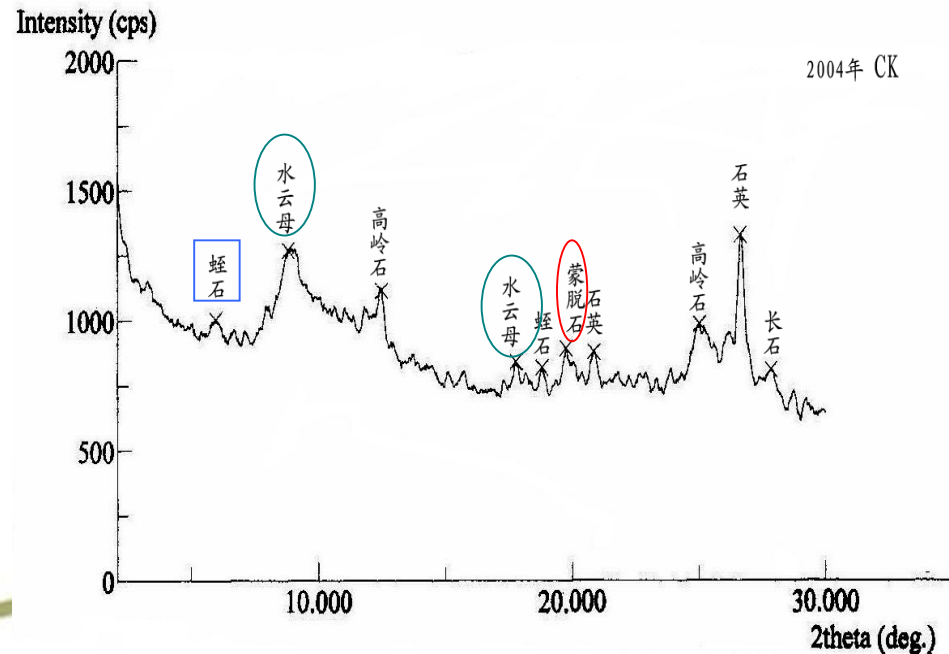 Intensity (cps)
2000
2004年 CK
1500
1000
500
0
蛭石
水云母
高岭石
水云母
蛭石
蒙脱石
石英
高岭石
石英
长石
10.000
20.000
30.000
2theta (deg.)